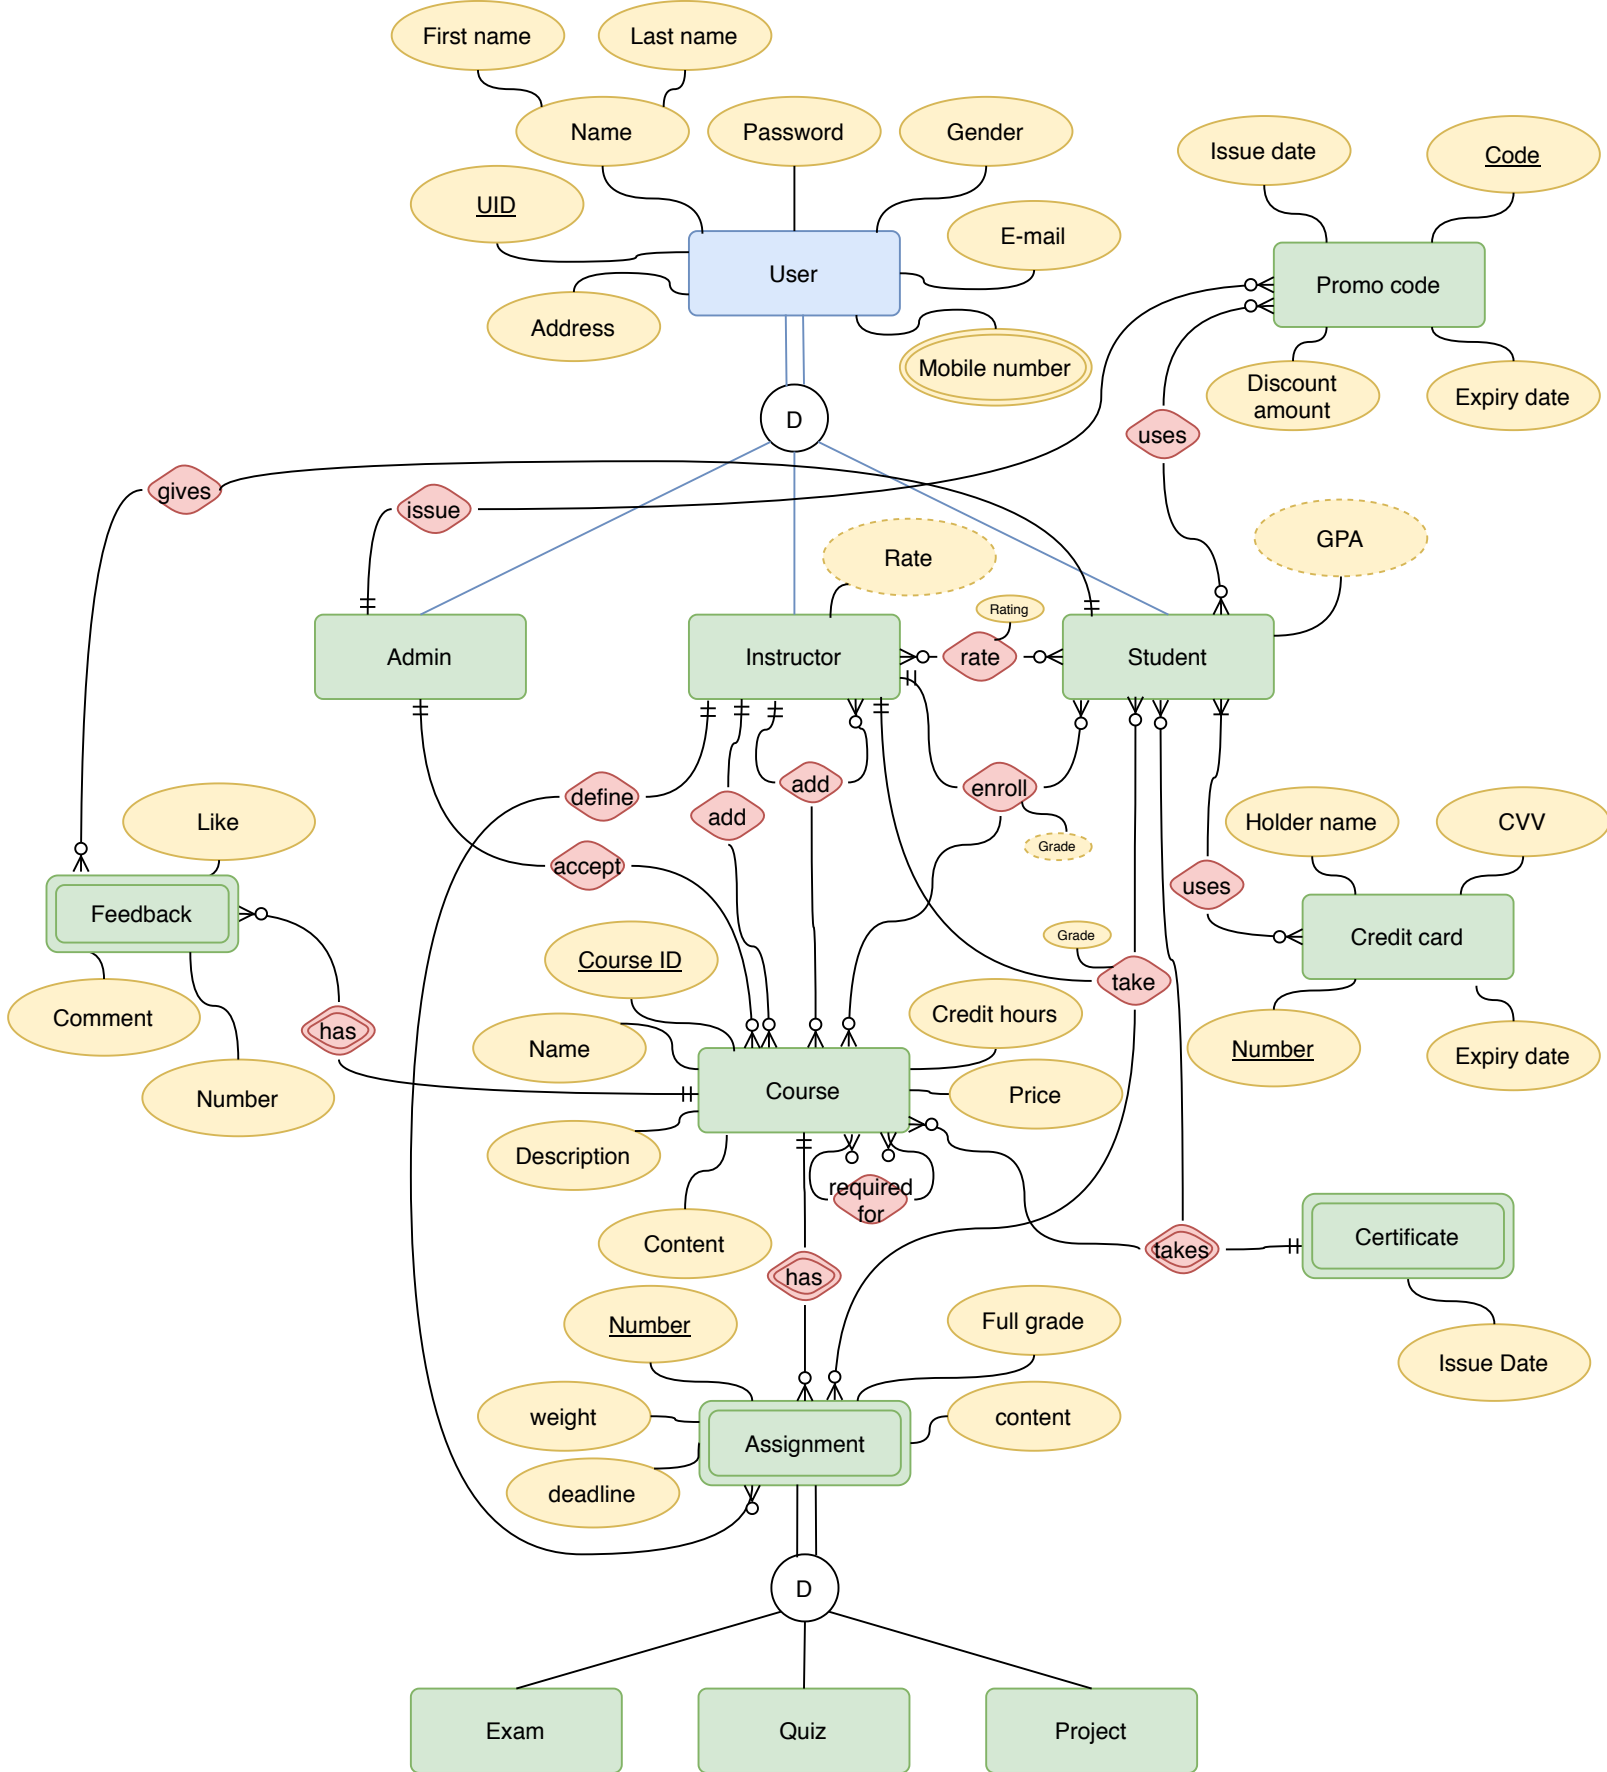 First name
Last name
Name
Password
Gender
Issue date
Code
UID
E-mail
User
Promo code
Address
Mobile number
Discount
amount
Expiry date
D
uses
gives
issue
GPA
Rate
Rating
Admin
Instructor
rate
Student
define
add
add
enroll
Like
Holder name
CVV
Grade
accept
uses
Feedback
Credit card
Grade
Course ID
take
Comment
has
Name
Credit hours
Number
Expiry date
Number
Course
Price
Description
required
for
Content
takes
Certificate
has
Number
Full grade
Issue Date
weight
content
Assignment
deadline
D
Exam
Quiz
Project